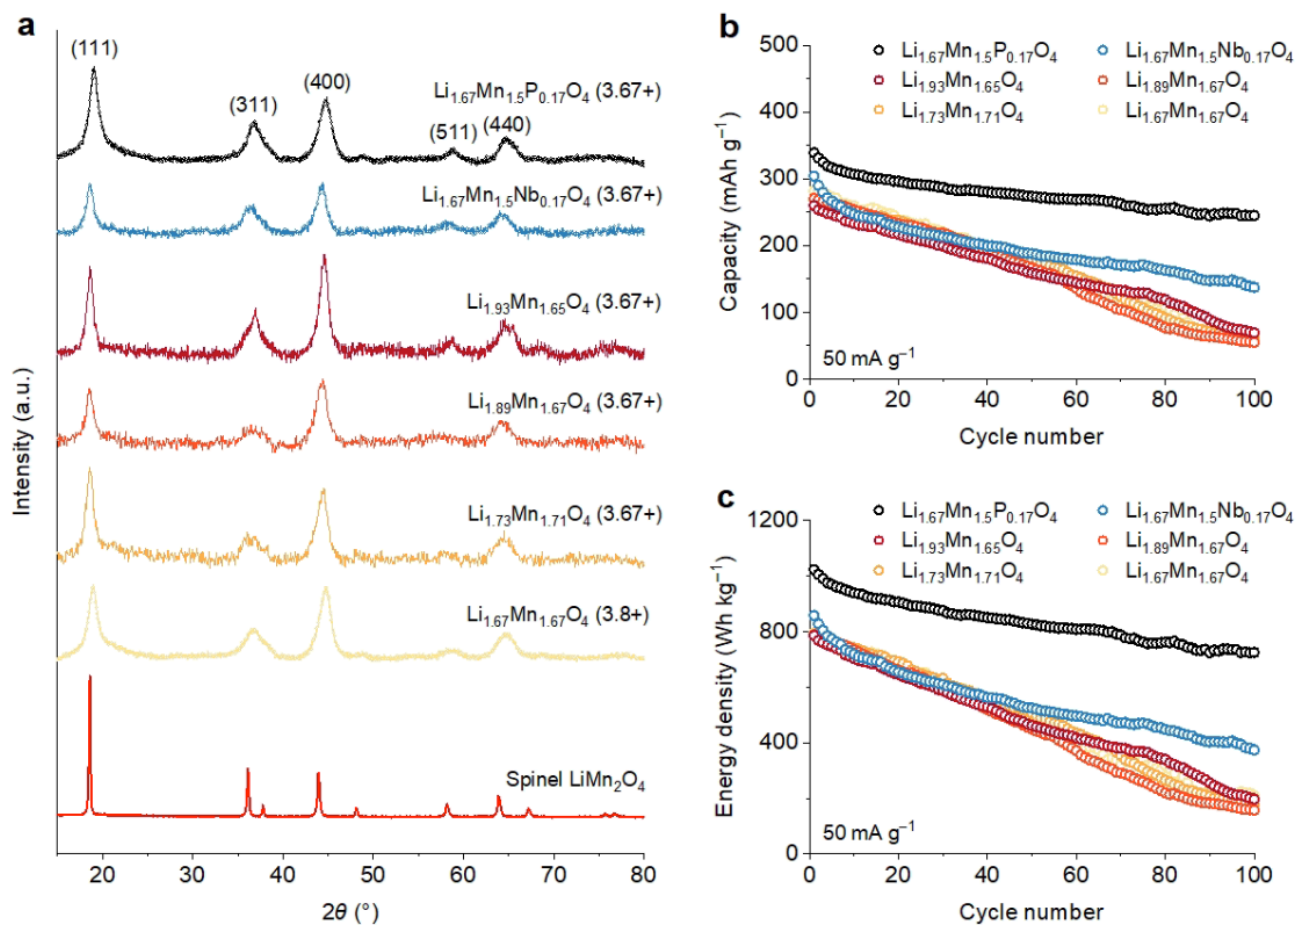 a
(111)
(311)
(400)
(511)
(440)
Li1.67Mn1.5P0.17O4 (3.67+)
Li1.67Mn1.5Nb0.17O4 (3.67+)
Li1.93Mn1.65O4 (3.67+)
Li1.89Mn1.67O4 (3.67+)
Li1.73Mn1.71O4 (3.67+)
Li1.67Mn1.67O4 (3.8+)
Spinel LiMn2O4
Intensity (a.u.)
20 30 40 50 60 70 80
2θ (°)
b
500
400
300
200
100
0
Capacity (mAh g−1)
Li1.67Mn1.5P0.17O4 Li1.67Mn1.5Nb0.17O4
Li1.93Mn1.65O4 Li1.89Mn1.67O4
Li1.73Mn1.71O4 Li1.67Mn1.67O4
50 mA g−1
0 20 40 60 80 100
Cycle number
c
1200
800
400
0
Energy density (Wh kg−1)
Li1.67Mn1.5P0.17O4 Li1.67Mn1.5Nb0.17O4
Li1.93Mn1.65O4 Li1.89Mn1.67O4
Li1.73Mn1.71O4 Li1.67Mn1.67O4
50 mA g−1
0 20 40 60 80 100
Cycle number